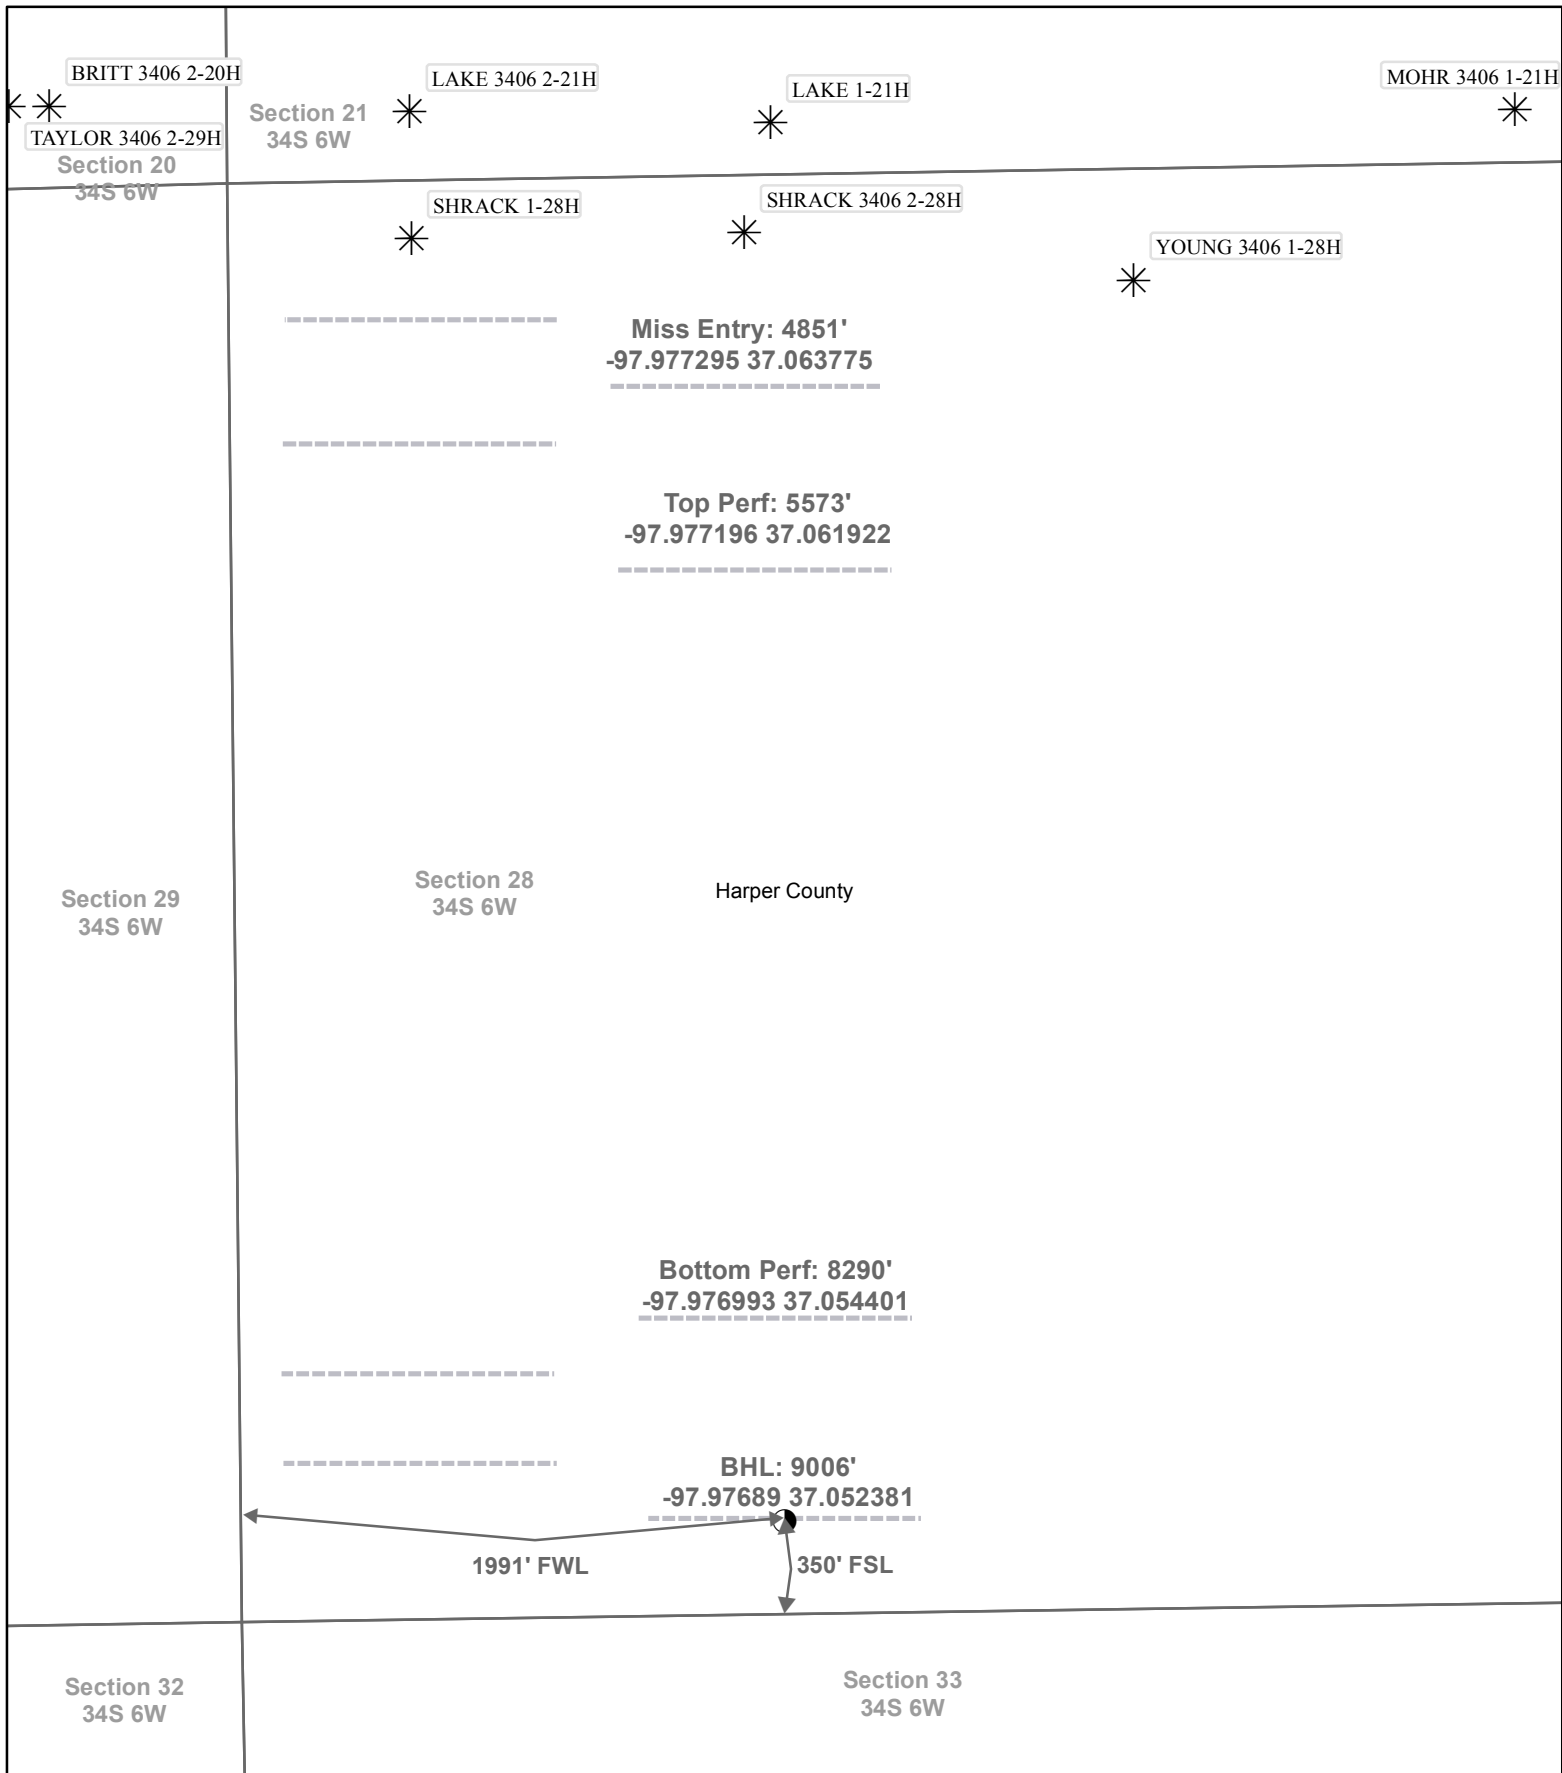 BRITT 3406 2-20H
LAKE 3406 2-21H
LAKE 1-21H
MOHR 3406 1-21H
TAYLOR 3406 2-29H
Section 21
34S 6W
Section 20
34S 6W
SHRACK 1-28H
SHRACK 3406 2-28H
YOUNG 3406 1-28H
Miss Entry: 4851'
-97.977295 37.063775
Top Perf: 5573'
-97.977196 37.061922
Section 29
34S 6W
Section 28
34S 6W
Harper County
Bottom Perf: 8290'
-97.976993 37.054401
BHL: 9006'
-97.97689 37.052381
1991' FWL
350' FSL
Section 32
34S 6W
Section 33
34S 6W